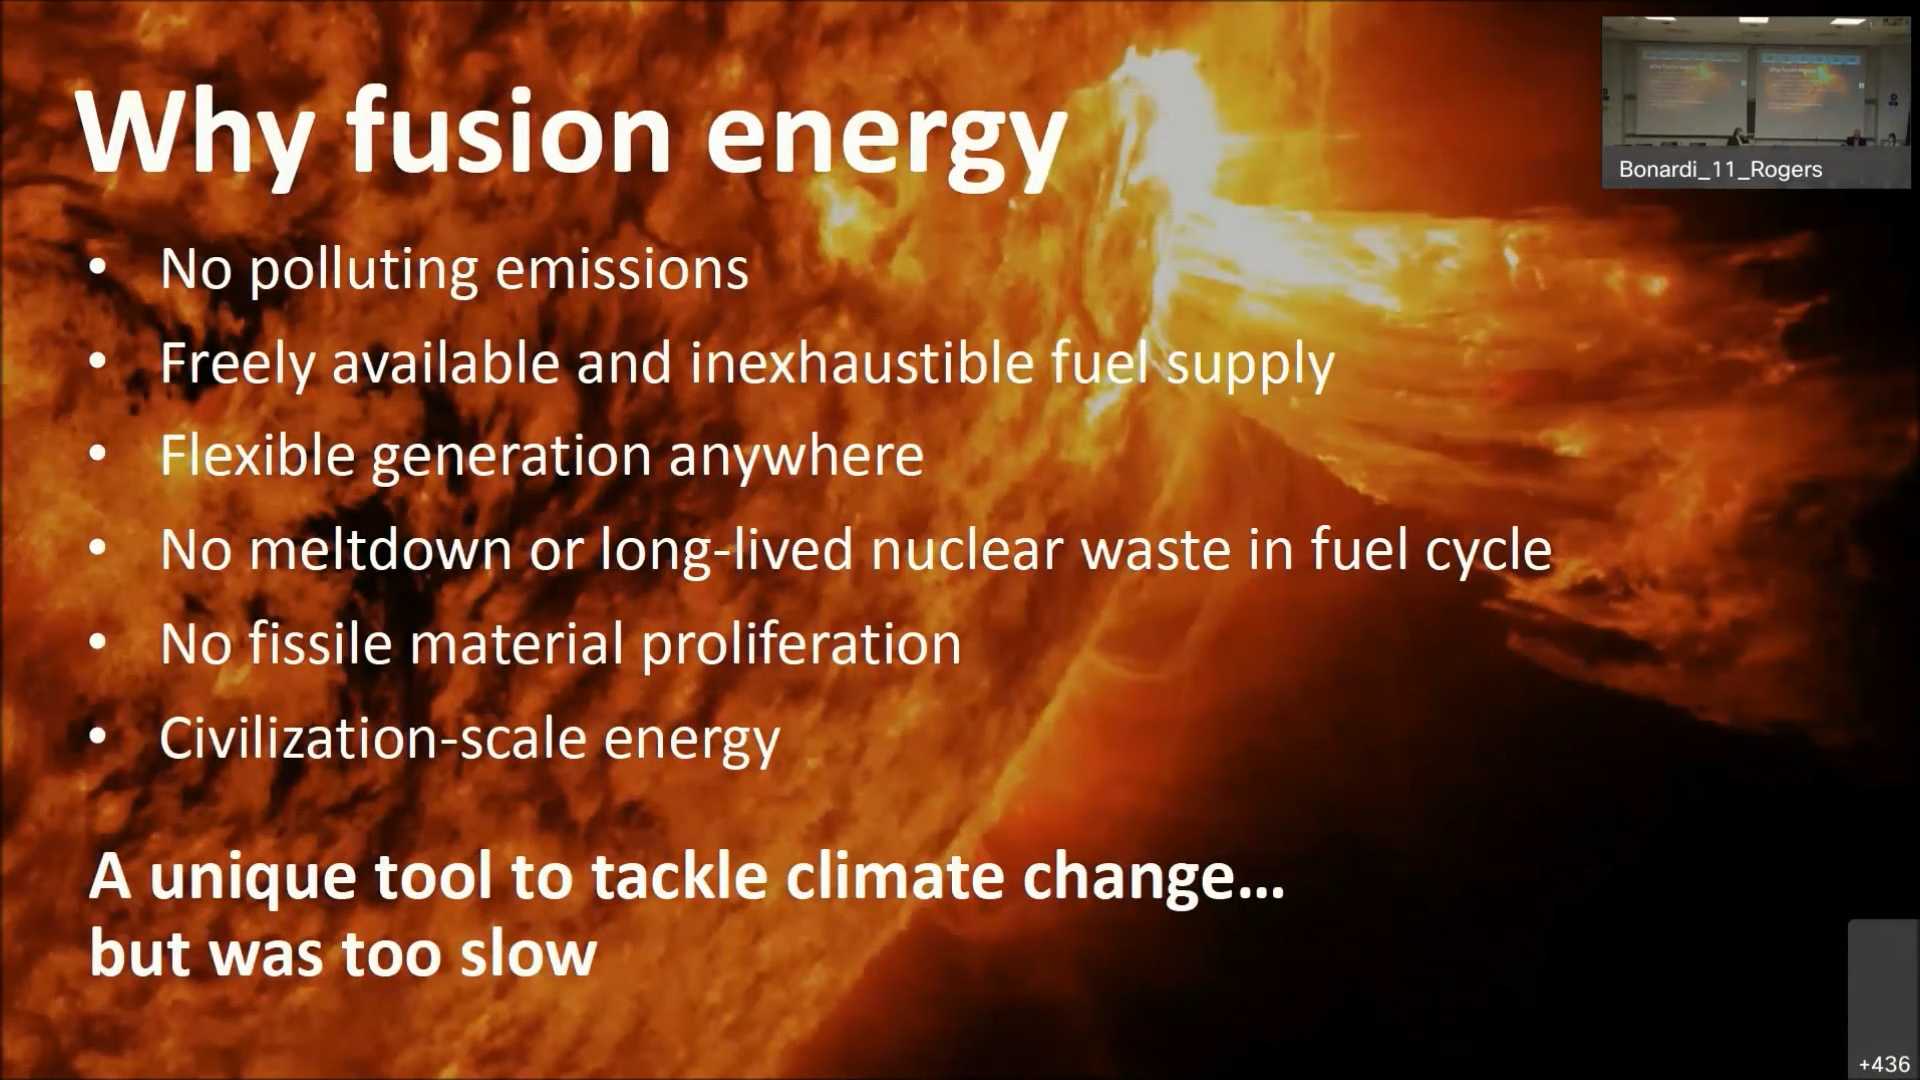 Why fusion energy
Bonardi_11_Rogers
• No polluting emissions
• Freely available and inexhaustible fuel supply
• Flexible generation anywhere
• No meltdown or long-lived nuclear waste in fuel cycle
• No fissile material proliferation
• Civilization-scale energy
A unique tool to tackle climate change...
but was too slow
+436